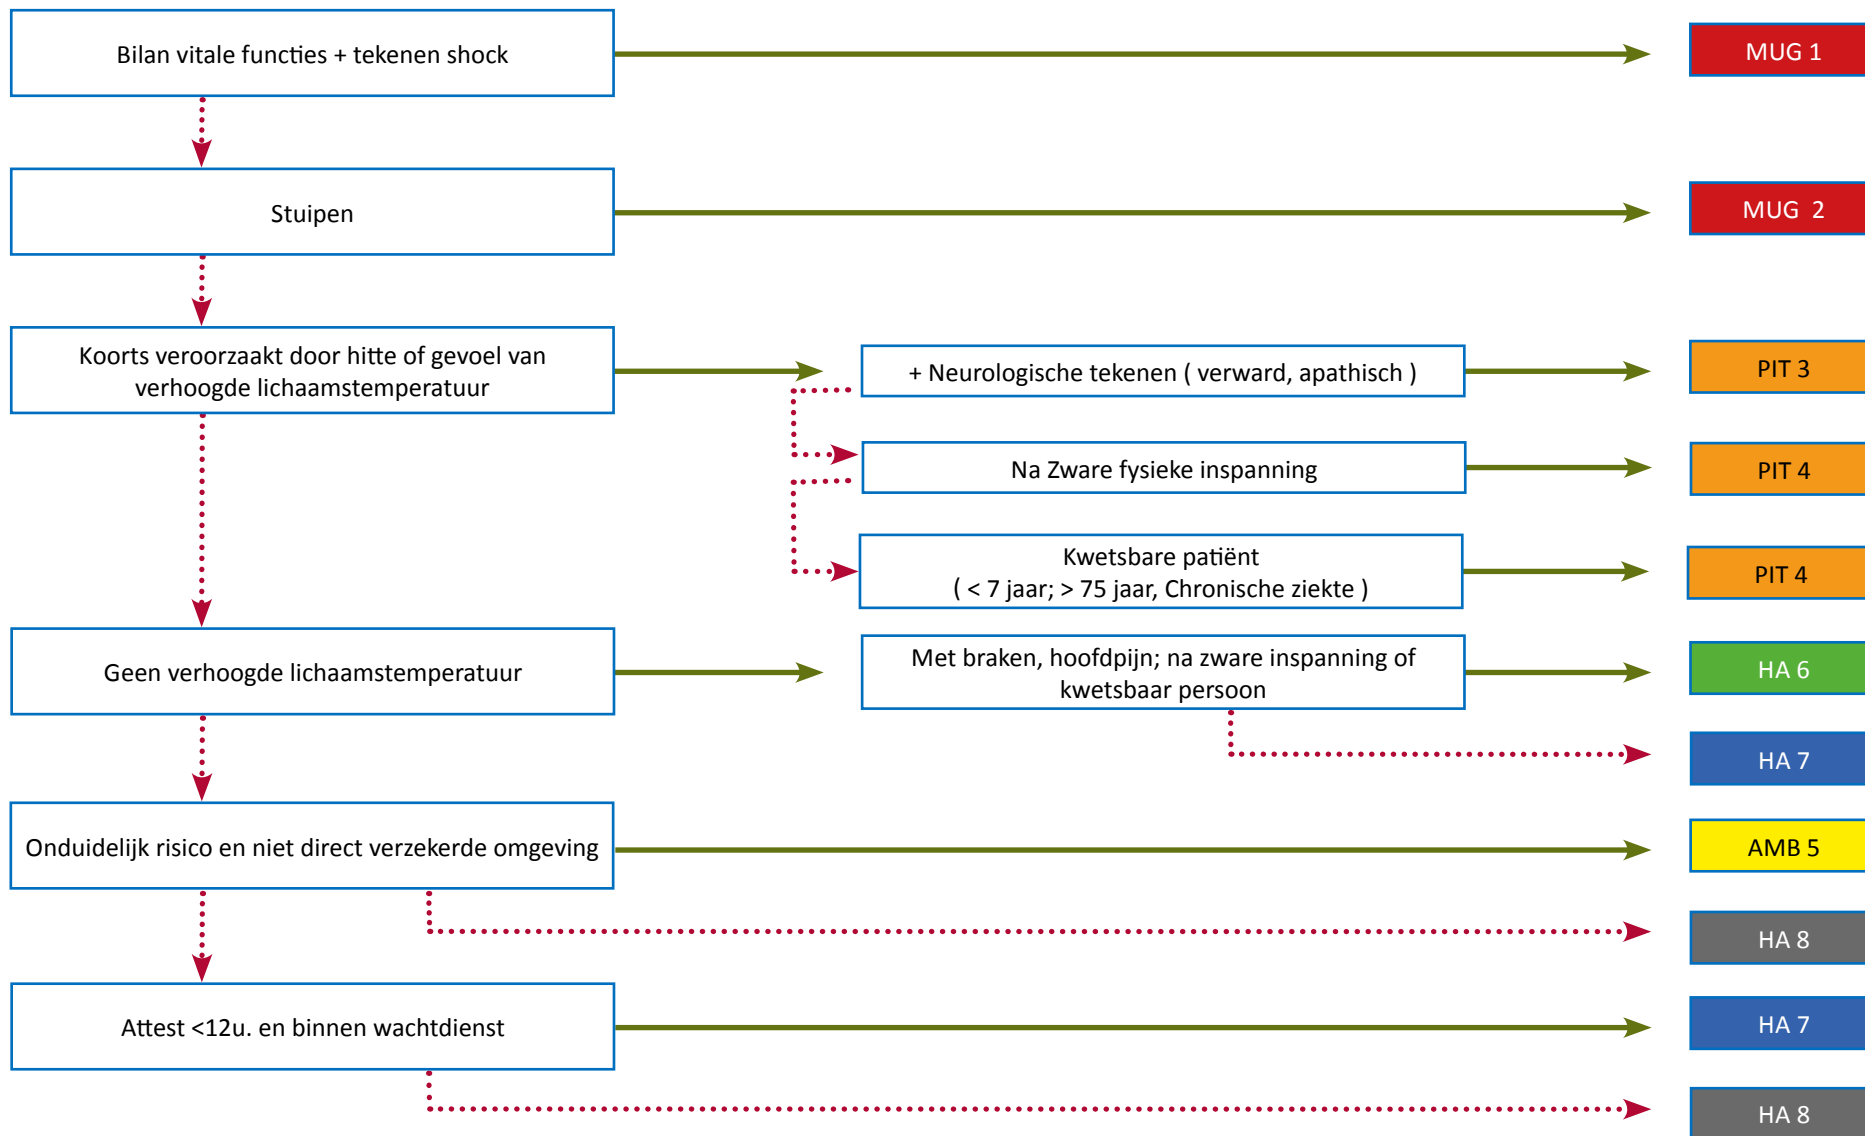 Bilan vitale functies + tekenen shock
MUG 1
Stuipen
MUG 2
Koorts veroorzaakt door hitte of gevoel van
verhoogde lichaamstemperatuur
+ Neurologische tekenen ( verward, apathisch )
PIT 3
Na Zware fysieke inspanning
PIT 4
Kwetsbare patiënt
( < 7 jaar; > 75 jaar, Chronische ziekte )
PIT 4
Geen verhoogde lichaamstemperatuur
Met braken, hoofdpijn; na zware inspanning of
kwetsbaar persoon
HA 6
HA 7
Onduidelijk risico en niet direct verzekerde omgeving
AMB 5
HA 8
Attest <12u. en binnen wachtdienst
HA 7
HA 8